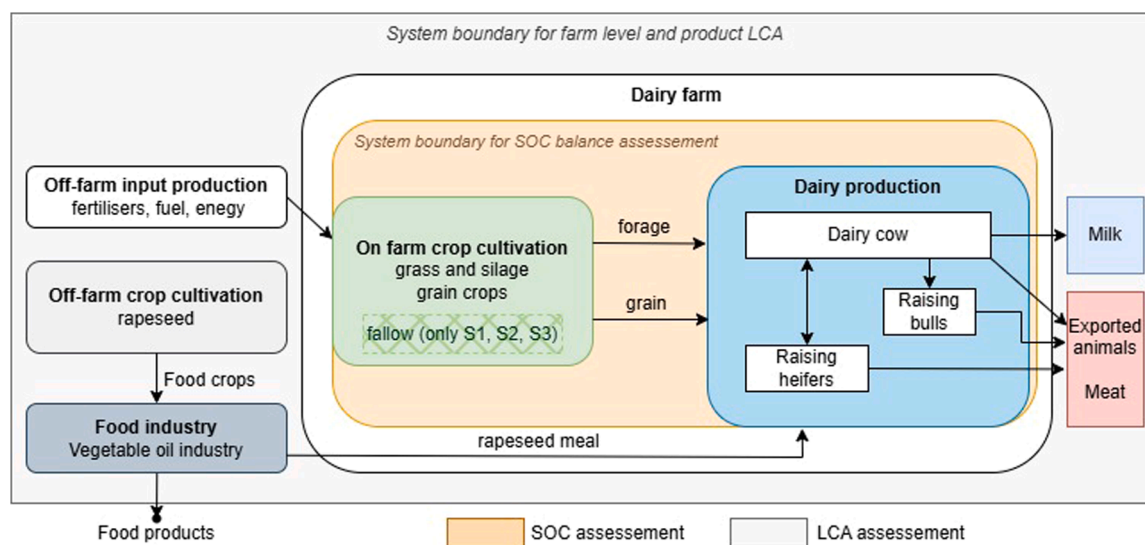 System boundary for farm level and product LCA
Dairy farm
System boundary for SOC balance assessement
Off-farm input production
fertilisers, fuel, enegy
Off-farm crop cultivation
rapeseed
Food crops
Food industry
Vegetable oil industry
Food products
On farm crop cultivation
grass and silage
grain crops
fallow (only S1, S2, S3)
forage
grain
rapeseed meal
Dairy production
Dairy cow
Raising
bulls
Raising
heifers
Milk
Exported
animals
Meat
SOC assessement
LCA assessement